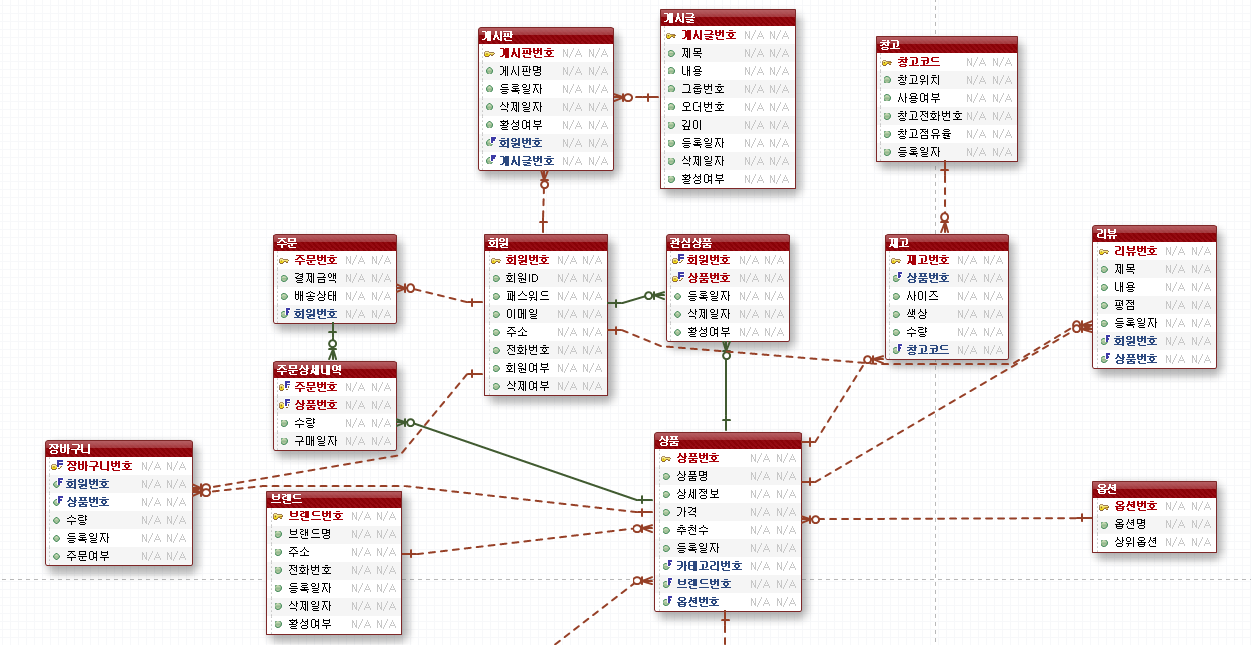 게시판
게시판번호 N/A N/A
게시판명 N/A N/A
등록일자 N/A N/A
삭제일자 N/A N/A
활성여부 N/A N/A
회원번호 N/A N/A
게시글번호 N/A N/A
게시글
게시글번호 N/A N/A
제목 N/A N/A
내용 N/A N/A
그룹번호 N/A N/A
오더번호 N/A N/A
깊이 N/A N/A
등록일자 N/A N/A
삭제일자 N/A N/A
활성여부 N/A N/A
창고
창고코드 N/A N/A
창고위치 N/A N/A
사용여부 N/A N/A
창고전화번호 N/A N/A
창고점유율 N/A N/A
등록일자 N/A N/A
주문
주문번호 N/A N/A
결제금액 N/A N/A
배송상태 N/A N/A
회원번호 N/A N/A
회원
회원번호 N/A N/A
회원ID N/A N/A
패스워드 N/A N/A
이메일 N/A N/A
주소 N/A N/A
전화번호 N/A N/A
회원여부 N/A N/A
삭제여부 N/A N/A
관심상품
회원번호 N/A N/A
상품번호 N/A N/A
등록일자 N/A N/A
삭제일자 N/A N/A
활성여부 N/A N/A
재고
재고번호 N/A N/A
상품번호 N/A N/A
사이즈 N/A N/A
색상 N/A N/A
수량 N/A N/A
창고코드 N/A N/A
리뷰
리뷰번호 N/A N/A
제목 N/A N/A
내용 N/A N/A
평점 N/A N/A
등록일자 N/A N/A
회원번호 N/A N/A
상품번호 N/A N/A
주문상세내역
주문번호 N/A N/A
상품번호 N/A N/A
수량 N/A N/A
구매일자 N/A N/A
장바구니
장바구니번호 N/A N/A
회원번호 N/A N/A
상품번호 N/A N/A
수량 N/A N/A
등록일자 N/A N/A
주문여부 N/A N/A
브랜드
브랜드번호 N/A N/A
브랜드명 N/A N/A
주소 N/A N/A
전화번호 N/A N/A
등록일자 N/A N/A
삭제일자 N/A N/A
활성여부 N/A N/A
상품
상품번호 N/A N/A
상품명 N/A N/A
상세정보 N/A N/A
가격 N/A N/A
추천수 N/A N/A
등록일자 N/A N/A
카테고리번호 N/A N/A
브랜드번호 N/A N/A
옵션번호 N/A N/A
옵션
옵션번호 N/A N/A
옵션명 N/A N/A
상위옵션 N/A N/A